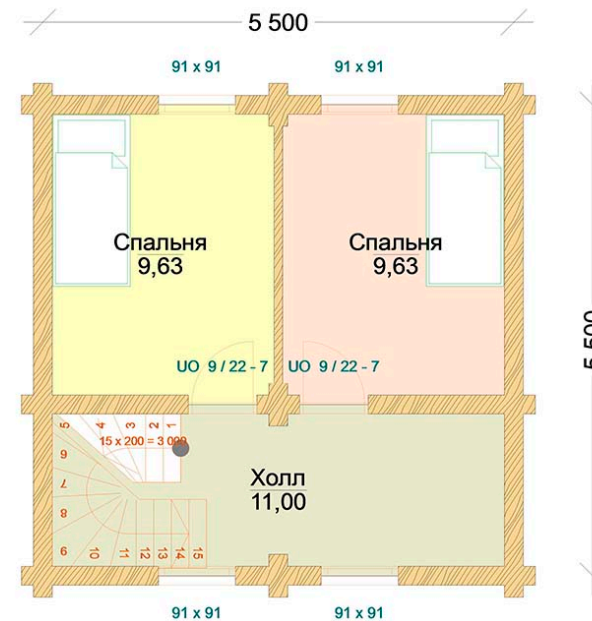 5 500
91 x 91 91 x 91
Спальня
9,63
Спальня
9,63
5 500
UO 9 / 22 - 7 UO 9 / 22 - 7
5 4 3 2 1
15 x 200 = 3 000
6
7
8
9 10 11 12 13 14 15
Холл
11,00
91 x 91 91 x 91